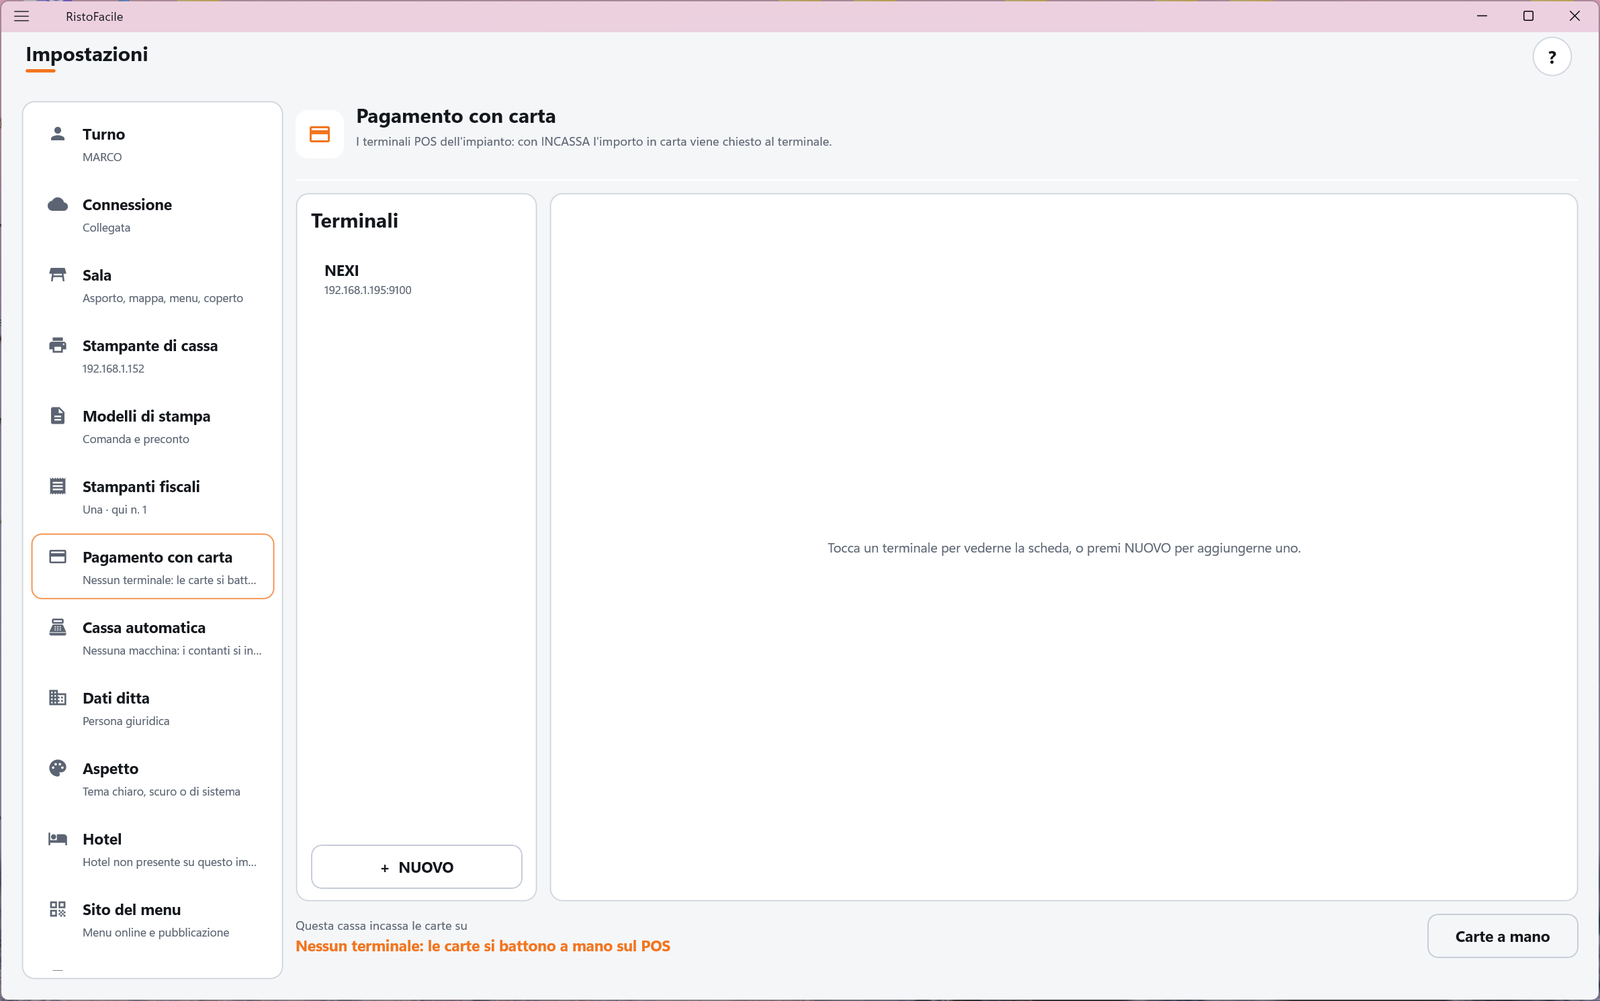 RistoFacile
Impostazioni
?
Turno
MARCO
Connessione
Collegata
Sala
Asporto, mappa, menu, coperto
Stampante di cassa
192.168.1.152
Modelli di stampa
Comanda e preconto
Stampanti fiscali
Una · qui n. 1
Pagamento con carta
Nessun terminale: le carte si batt...
Cassa automatica
Nessuna macchina: i contanti si in...
Dati ditta
Persona giuridica
Aspetto
Tema chiaro, scuro o di sistema
Hotel
Hotel non presente su questo im...
Sito del menu
Menu online e pubblicazione
Pagamento con carta
I terminali POS dell'impianto: con INCASSA l'importo in carta viene chiesto al terminale.
Terminali
NEXI
192.168.1.195:9100
+ NUOVO
Tocca un terminale per vederne la scheda, o premi NUOVO per aggiungerne uno.
Questa cassa incassa le carte su
Nessun terminale: le carte si battono a mano sul POS
Carte a mano